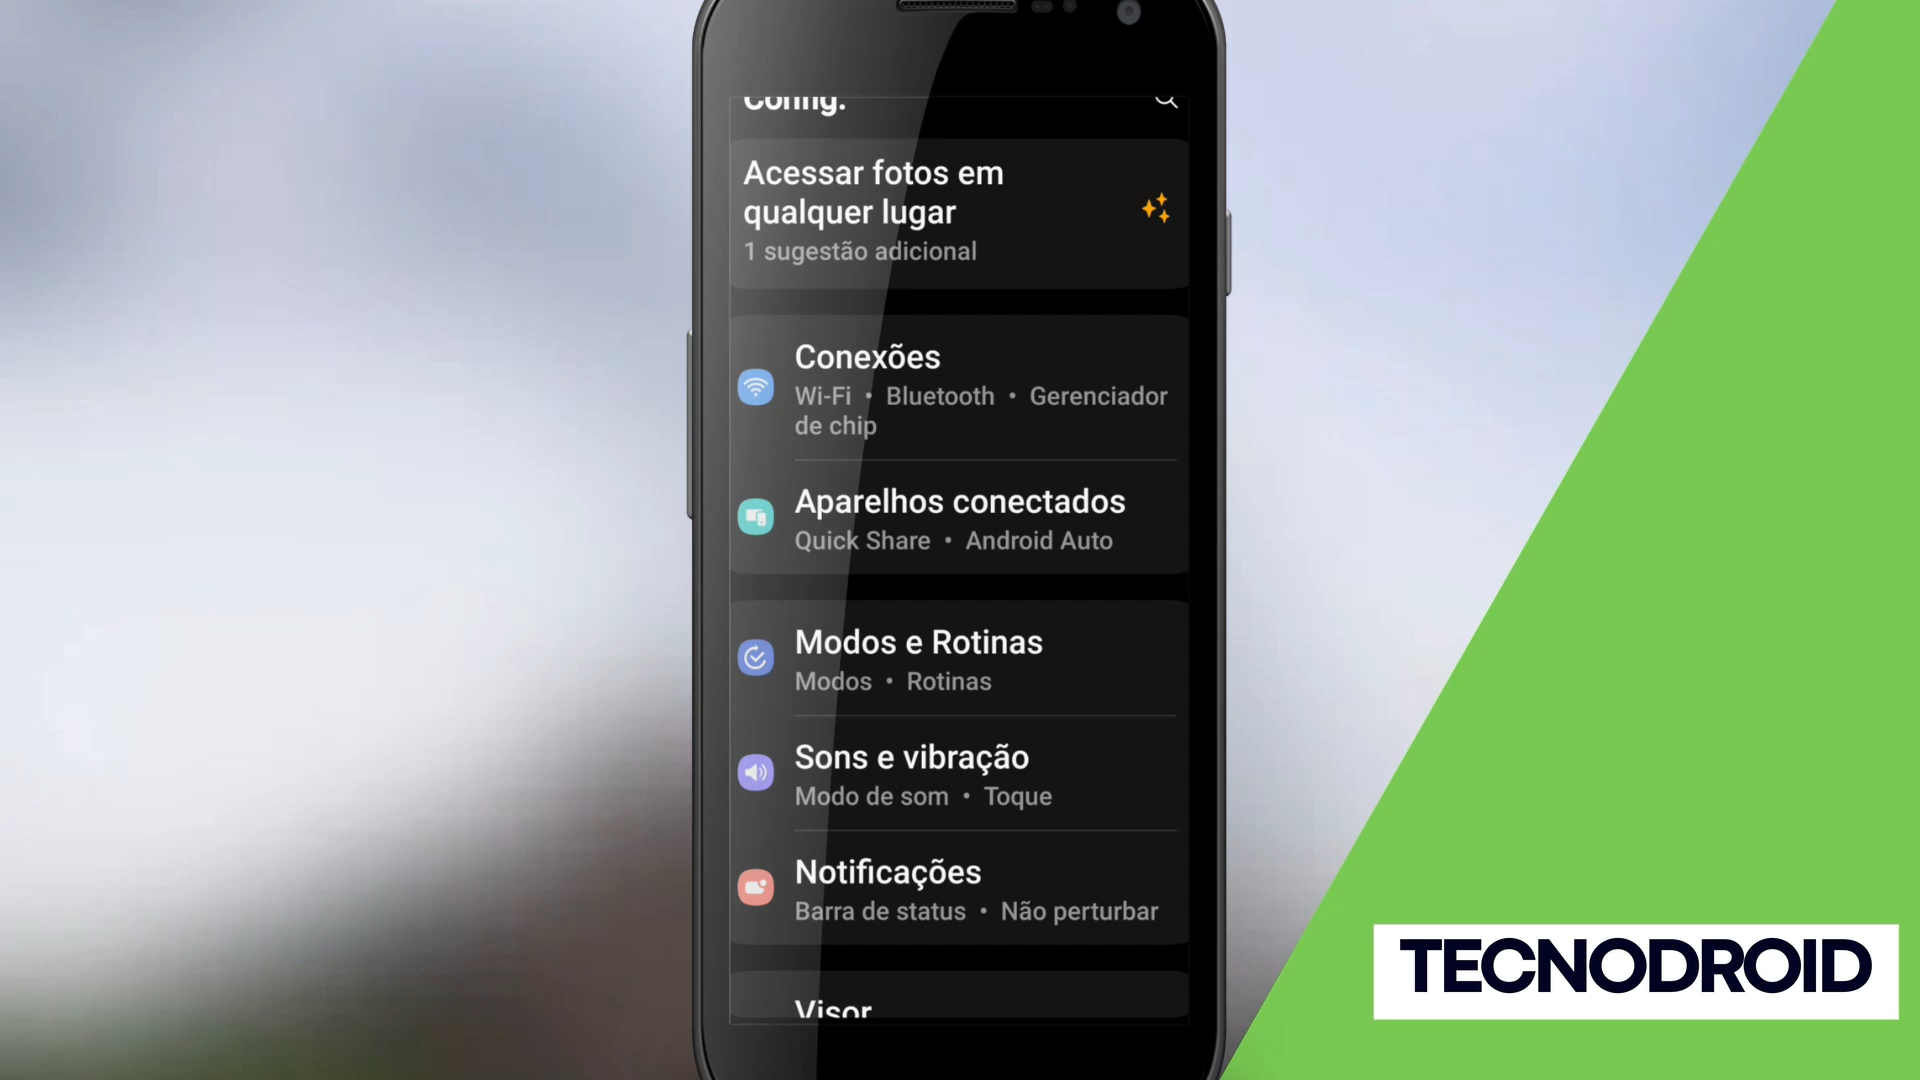 Config.
Acessar fotos em
qualquer lugar
1 sugestão adicional
Conexões
Wi-Fi • Bluetooth • Gerenciador
de chip
Aparelhos conectados
Quick Share • Android Auto
Modos e Rotinas
Modos • Rotinas
Sons e vibração
Modo de som • Toque
Notificações
Barra de status • Não perturbar
Visor
TECNODROID